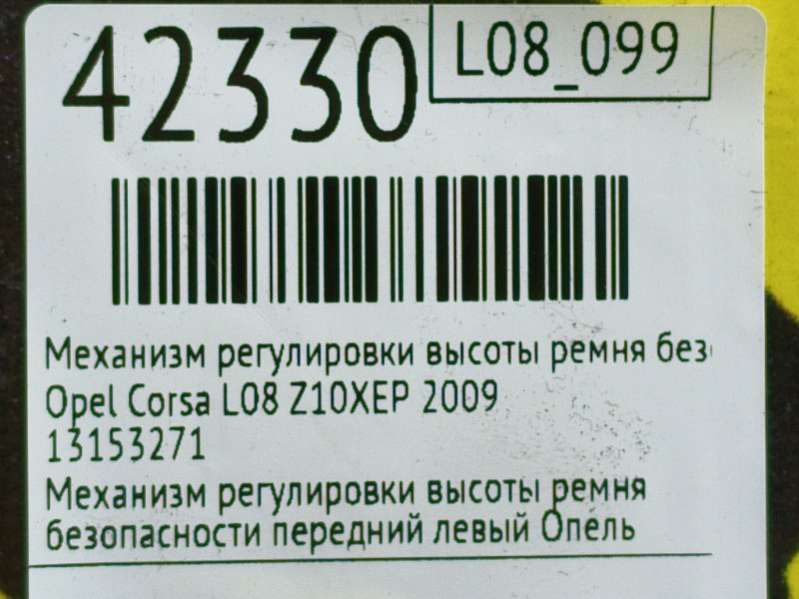 42330
L08_099
Механизм регулировки высоты ремня без
Opel Corsa L08 Z10XEP 2009
13153271
Механизм регулировки высоты ремня
безопасности передний левый Опель